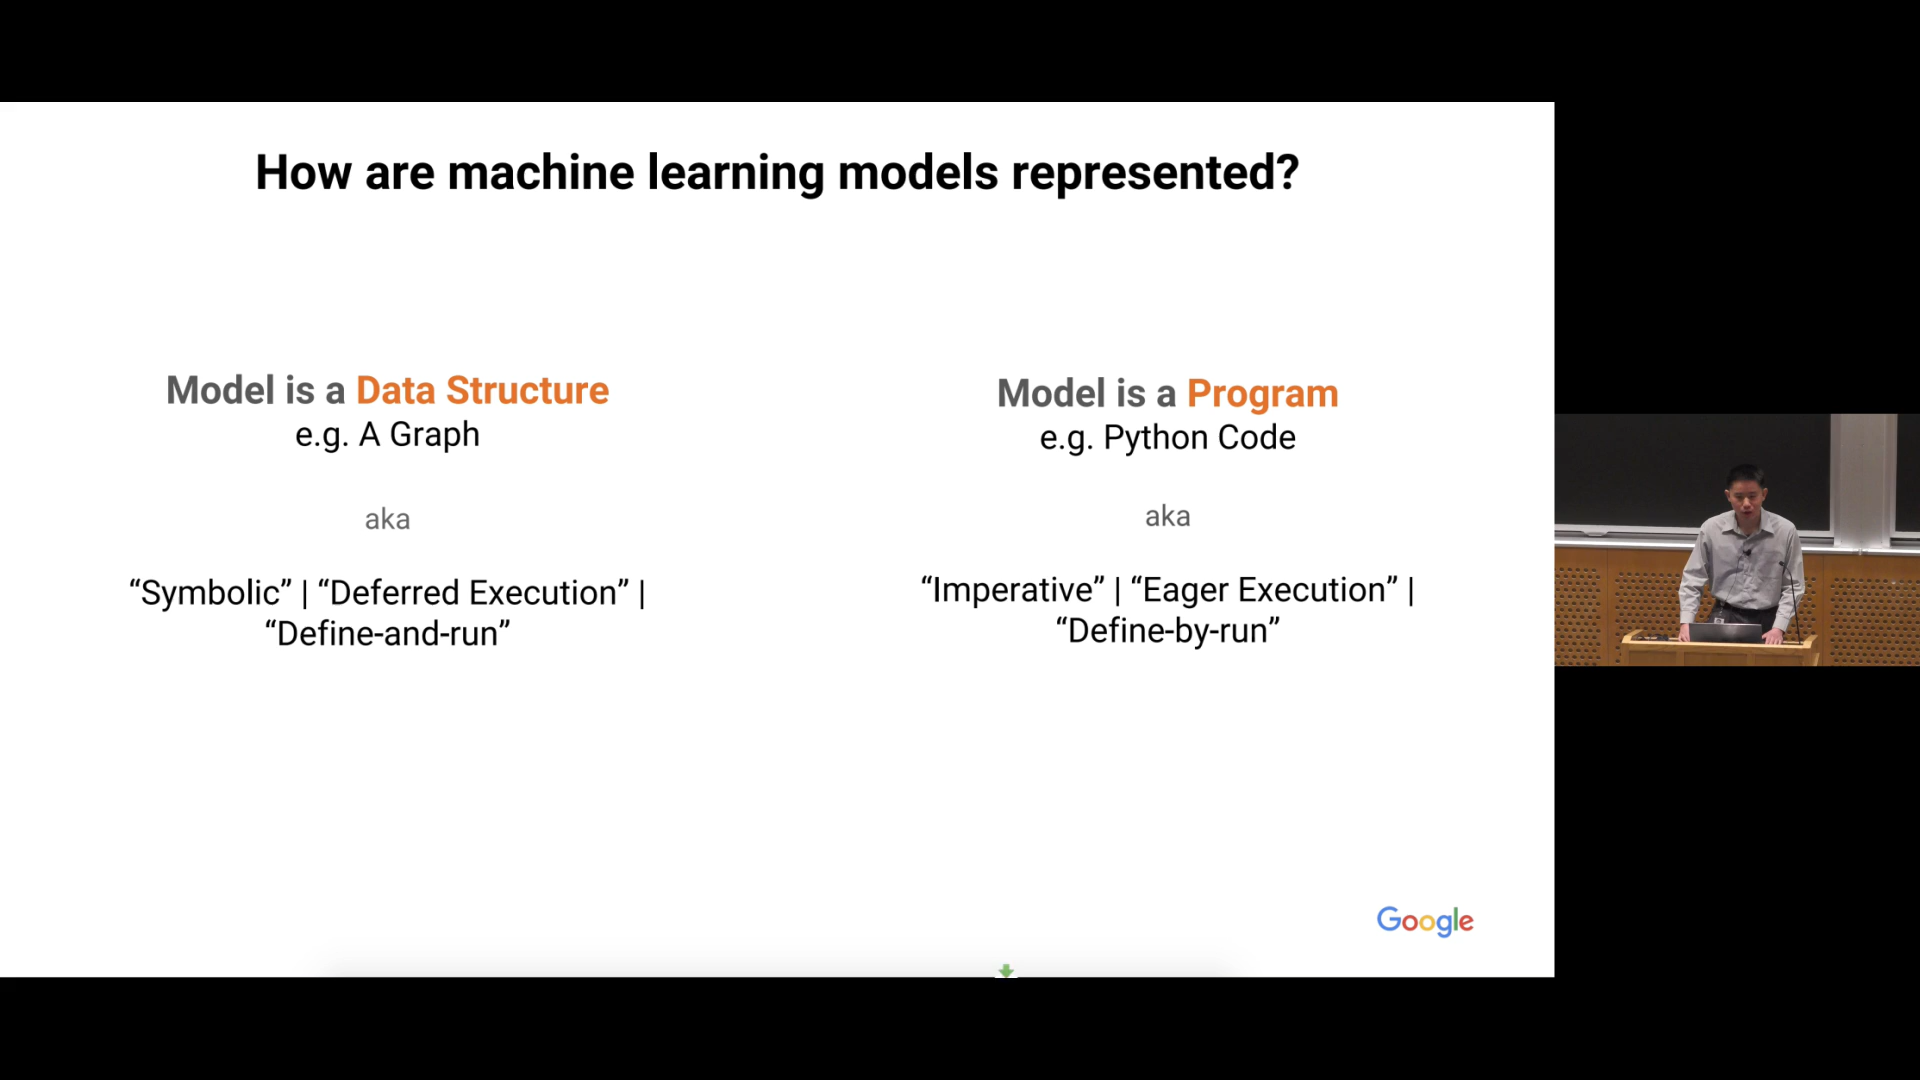 How are machine learning models represented?
Model is a Data Structure
e.g. A Graph
aka
“Symbolic” | “Deferred Execution” |
“Define-and-run”
Model is a Program
e.g. Python Code
aka
“Imperative” | “Eager Execution” |
“Define-by-run”
Google